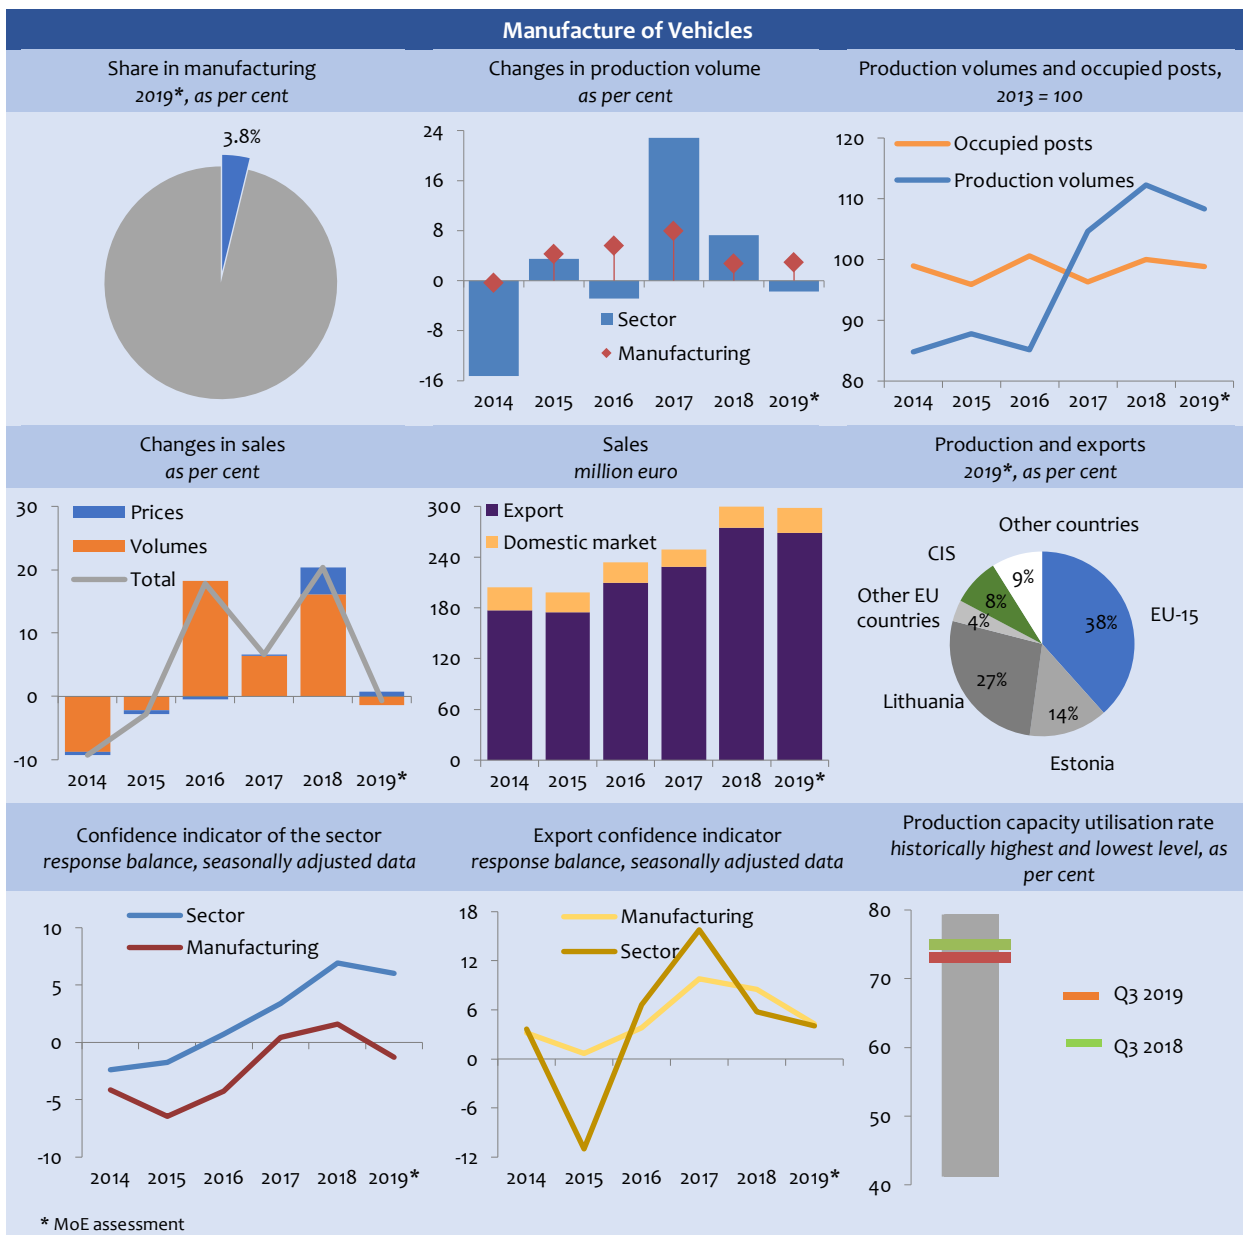 Manufacture of Vehicles
Share in manufacturing
2019*, as per cent
3.8%
Changes in production volume
as per cent
24
16
8
0
-8
-16
Sector
Manufacturing
2014 2015 2016 2017 2018 2019*
Production volumes and occupied posts,
2013 = 100
120
110
100
90
80
Occupied posts
Production volumes
2014 2015 2016 2017 2018 2019*
Changes in sales
as per cent
30
20
10
0
-10
Prices
Volumes
Total
2014 2015 2016 2017 2018 2019*
Sales
million euro
300
240
180
120
60
0
Export
Domestic market
2014 2015 2016 2017 2018 2019*
Production and exports
2019*, as per cent
Other countries
9%
CIS
8%
Other EU
countries
4%
38%
EU-15
27%
Lithuania
14%
Estonia
Confidence indicator of the sector
response balance, seasonally adjusted data
Sector
Manufacturing
10
5
0
-5
-10
2014 2015 2016 2017 2018 2019*
Export confidence indicator
response balance, seasonally adjusted data
18
12
6
0
-6
-12
Manufacturing
Sector
2014 2015 2016 2017 2018 2019*
Production capacity utilisation rate
historically highest and lowest level, as
per cent
80
70
60
50
40
Q3 2019
Q3 2018
* MoE assessment